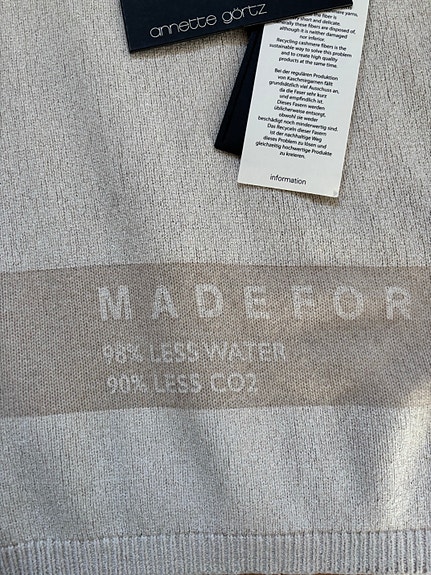 annette görtz
short and delicate.
these fibers are disposed of,
although it is neither damaged
nor inferior.
Recycling cashmere fibers is the
sustainable way to solve this problem
and to create high quality
products at the same time.
Bei der regulären Produktion
von Kaschmirgarnen fällt
grundsätzlich viel Ausschuss an,
da die Faser sehr kurz
und empfindlich ist.
Dieses Fasern werden
üblicherweise entsorgt,
obwohl sie weder
beschädigt noch minderwertig sind.
Das Recyceln dieser Fasern
ist der nachhaltige Weg
dieses Problem zu lösen und
gleichzeitig hochwertige Produkte
zu kreieren.
information
MADE FOR
98% LESS WATER
90% LESS CO2